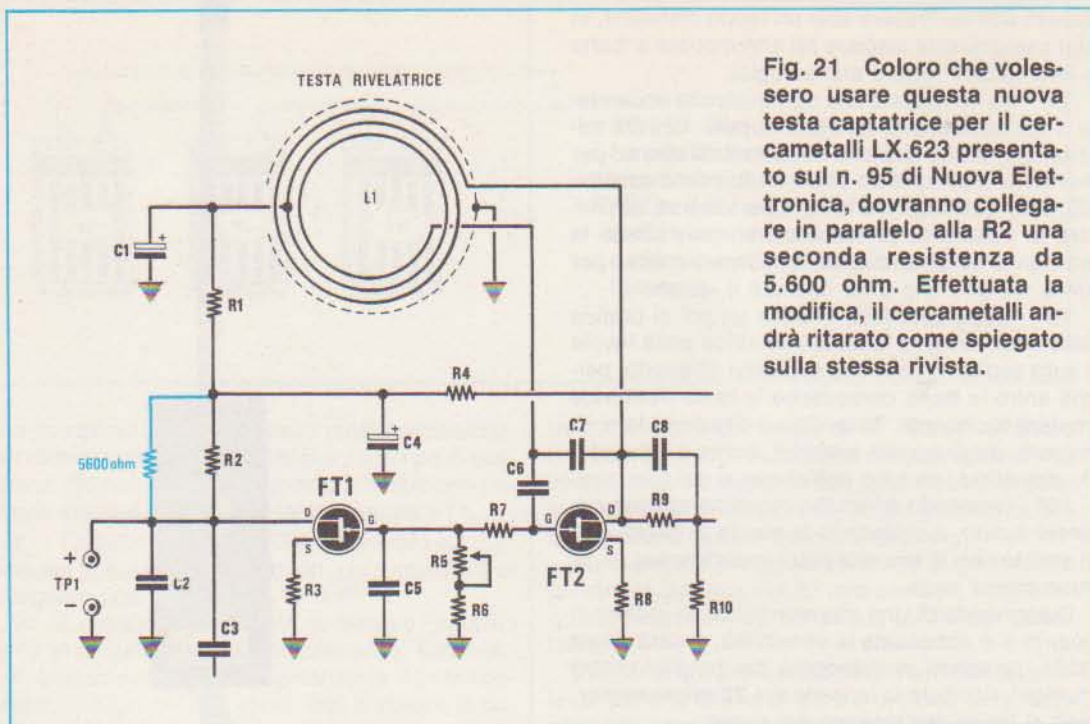 TESTA RIVELATRICE
L1
C1
+
R1
R4
C4
+
5600 ohm
R2
C7
C8
C6
FT1
D
G
S
R7
G
D
S
R9
FT2
TP1
+
-
C2
R3
C5
R5
R6
R8
R10
C3
Fig. 21 Coloro che voles-
sero usare questa nuova
testa captatrice per il cer-
cametalli LX.623 presenta-
to sul n. 95 di Nuova Elet-
tronica, dovranno collega-
re in parallelo alla R2 una
seconda resistenza da
5.600 ohm. Effettuata la
modifica, il cercametalli an-
drà ritarato come spiegato
sulla stessa rivista.